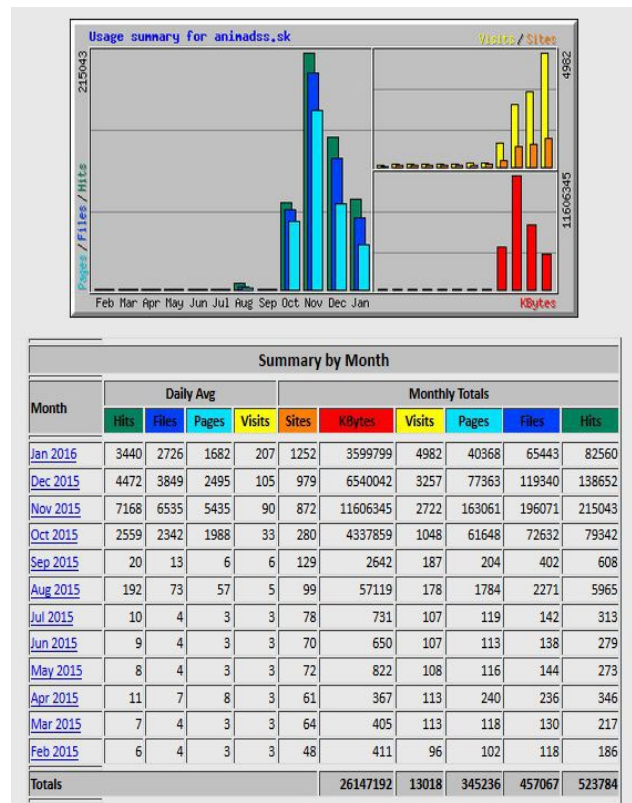 Usage summary for animadss.sk
Visits / Sites
215043
4982
Pages / Files / Hits
11606345
Feb Mar Apr May Jun Jul Aug Sep Oct Nov Dec Jan
KBytes
Summary by Month
Month Daily Avg Monthly Totals
Hits Files Pages Visits Sites KBytes Visits Pages Files Hits
Jan 2016 3440 2726 1682 207 1252 3599799 4982 40368 65443 82560
Dec 2015 4472 3849 2495 105 979 6540042 3257 77363 119340 138652
Nov 2015 7168 6535 5435 90 872 11606345 2722 163061 196071 215043
Oct 2015 2559 2342 1988 33 280 4337859 1048 61648 72632 79342
Sep 2015 20 13 6 6 129 2642 187 204 402 608
Aug 2015 192 73 57 5 99 57119 178 1784 2271 5965
Jul 2015 10 4 3 3 78 731 107 119 142 313
Jun 2015 9 4 3 3 70 650 107 113 138 279
May 2015 8 4 3 3 72 822 108 116 144 273
Apr 2015 11 7 8 3 61 367 113 240 236 346
Mar 2015 7 4 3 3 64 405 113 118 130 217
Feb 2015 6 4 3 3 48 411 96 102 118 186
Totals 26147192 13018 345236 457067 523784